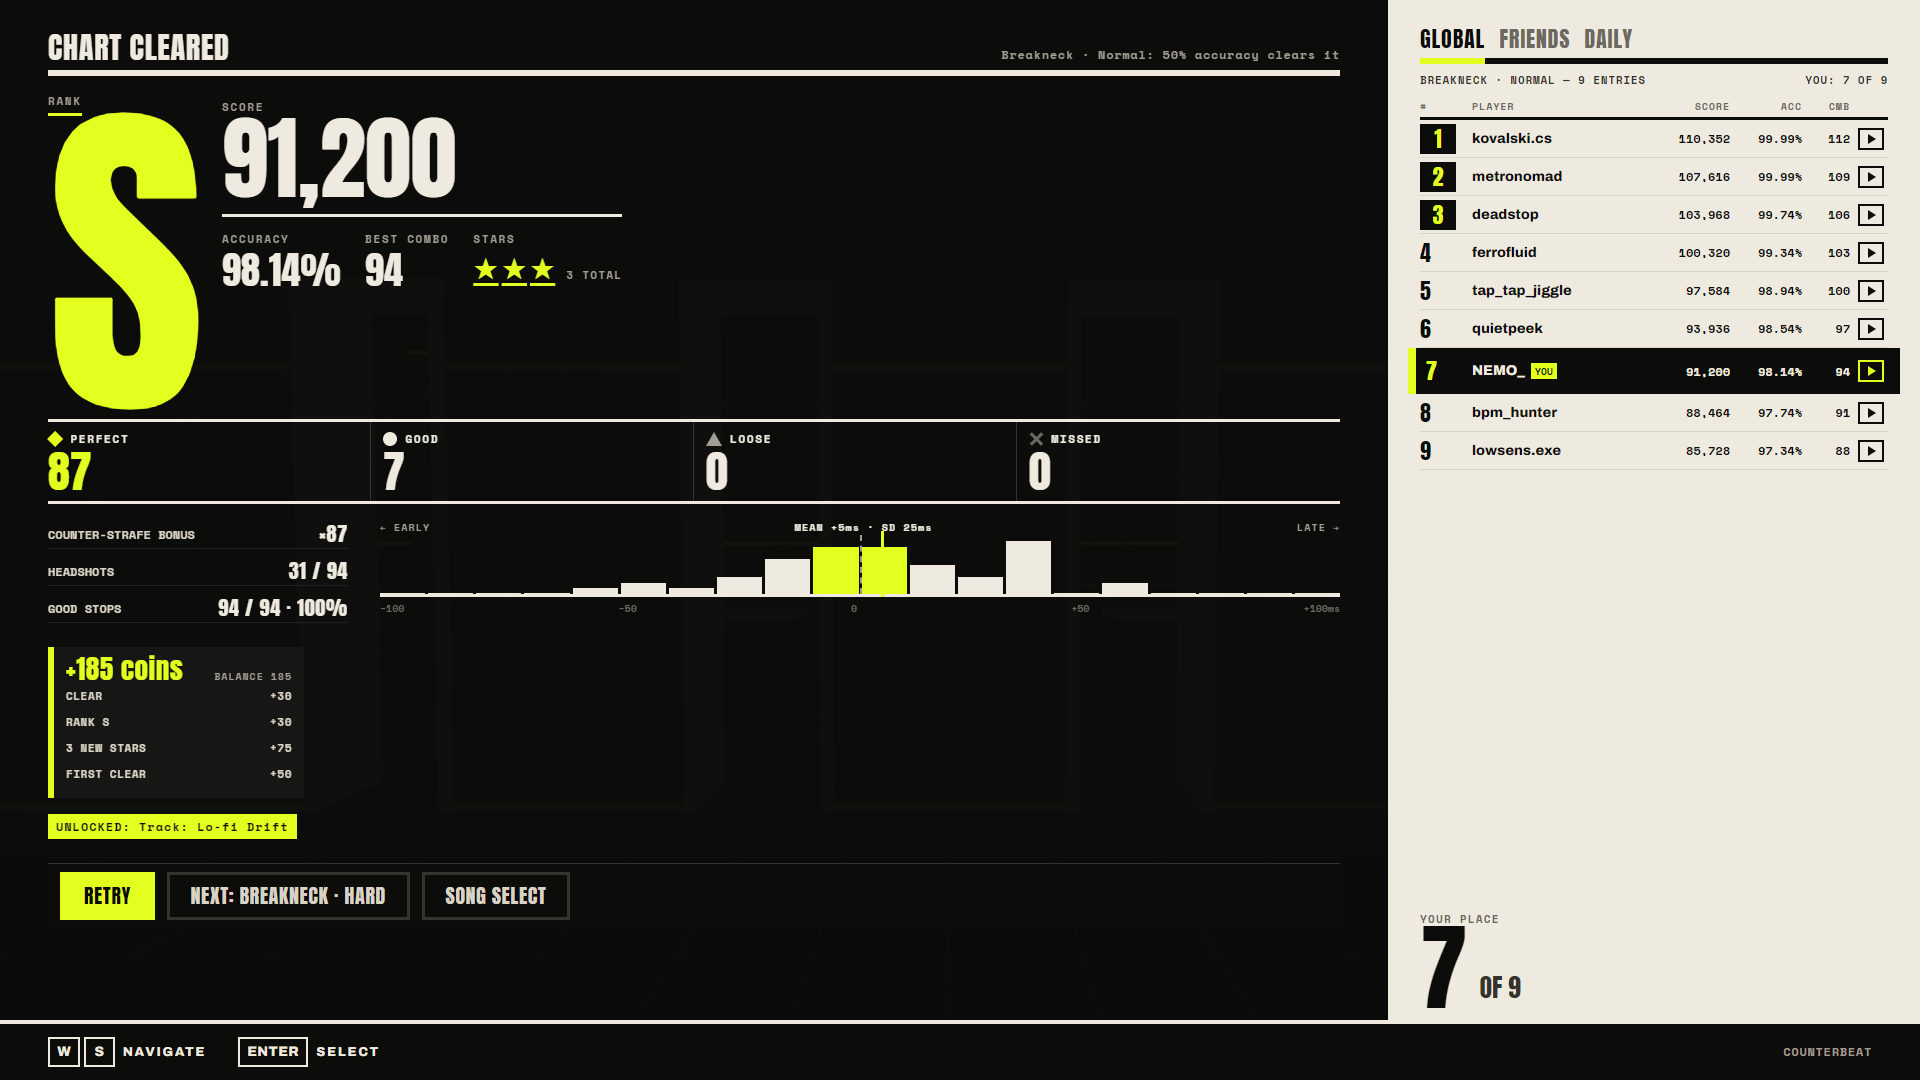 CHART CLEARED
Breakneck · Normal: 50% accuracy clears it
RANK
S
SCORE
91,200
ACCURACY BEST COMBO STARS
98.14% 94 ★★★ 3 TOTAL
PERFECT GOOD LOOSE MISSED
87 7 0 0
COUNTER-STRAFE BONUS ×87
HEADSHOTS 31 / 94
GOOD STOPS 94 / 94 · 100%
← EARLY MEAN +5ms · SD 25ms LATE →
-100 -50 0 +50 +100ms
+185 coins BALANCE 185
CLEAR +30
RANK S +30
3 NEW STARS +75
FIRST CLEAR +50
UNLOCKED: Track: Lo-fi Drift
RETRY NEXT: BREAKNECK · HARD SONG SELECT
GLOBAL FRIENDS DAILY
BREAKNECK · NORMAL — 9 ENTRIES YOU: 7 OF 9
# PLAYER SCORE ACC CMB
1 kovalski.cs 110,352 99.99% 112
2 metronomad 107,616 99.99% 109
3 deadstop 103,968 99.74% 106
4 ferrofluid 100,320 99.34% 103
5 tap_tap_jiggle 97,584 98.94% 100
6 quietpeek 93,936 98.54% 97
7 NEMO_ YOU 91,200 98.14% 94
8 bpm_hunter 88,464 97.74% 91
9 lowsens.exe 85,728 97.34% 88
YOUR PLACE
7 OF 9
W S NAVIGATE ENTER SELECT
COUNTERBEAT